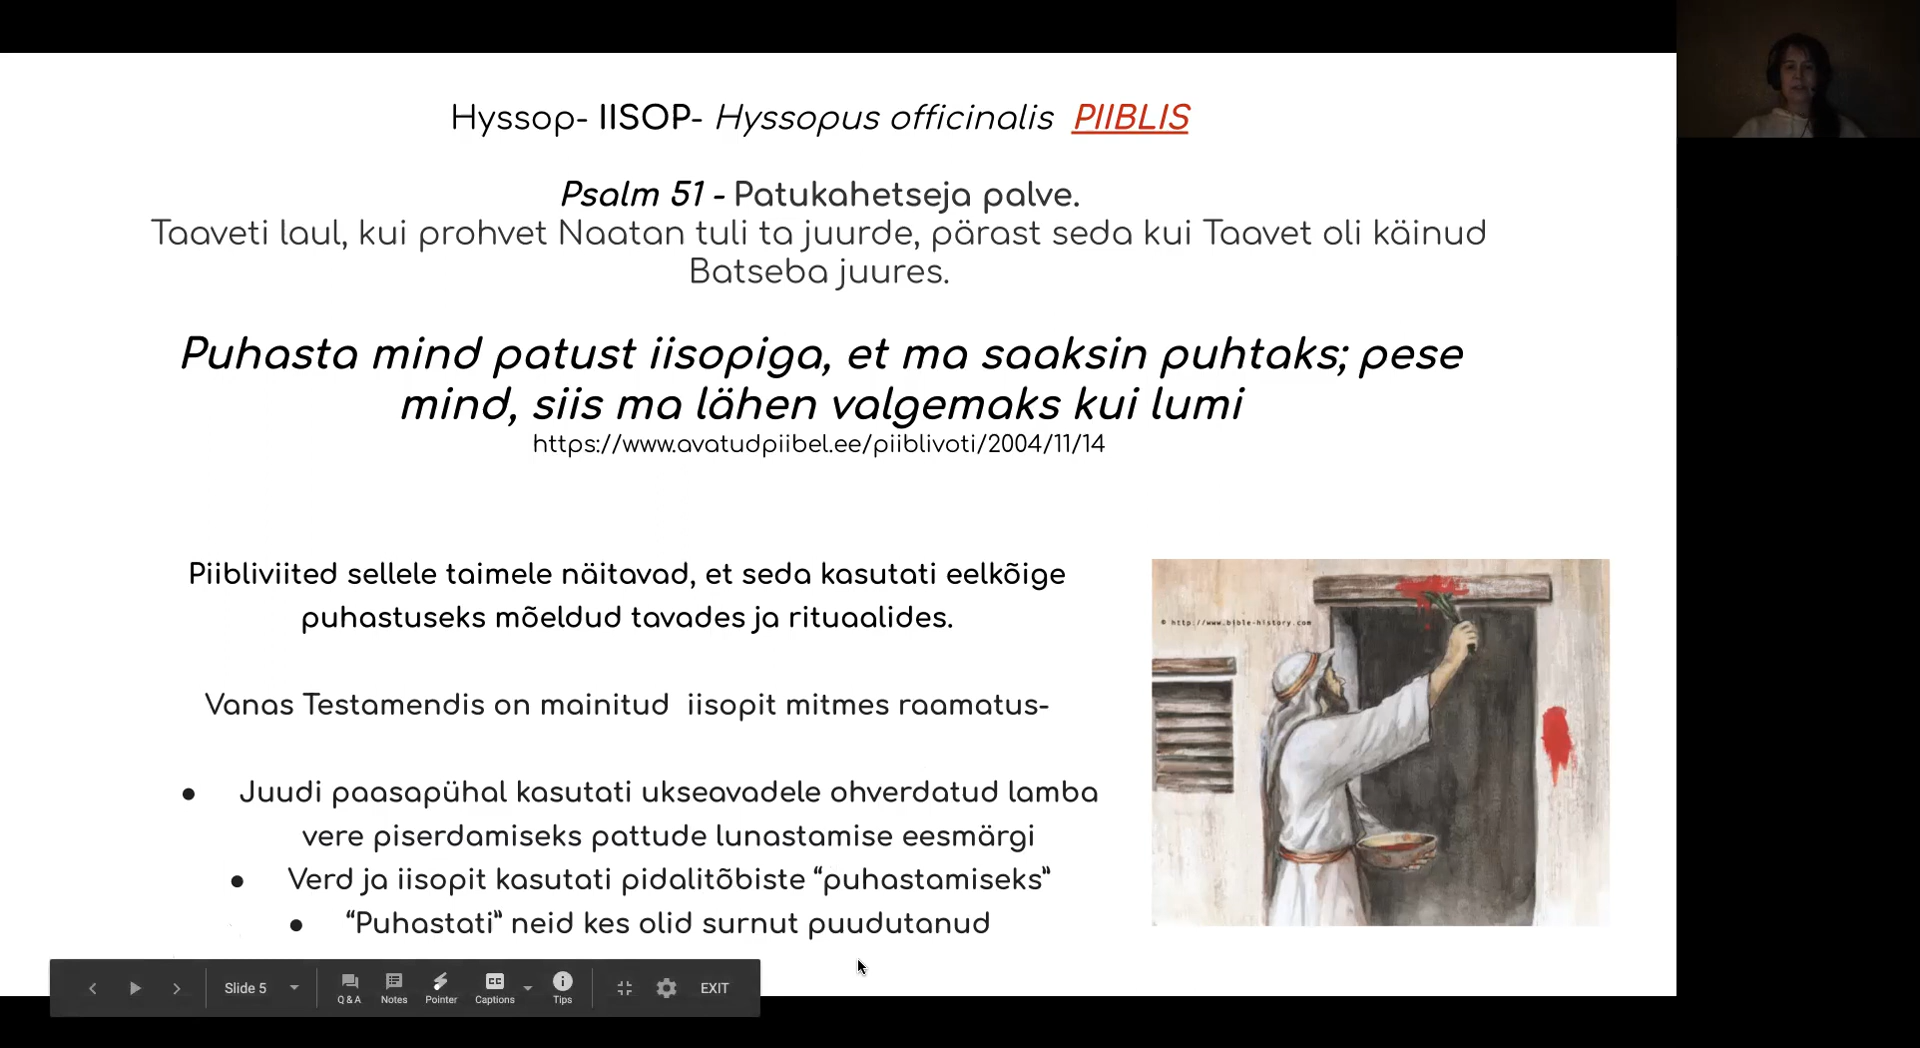 Hyssop- IISOP- Hyssopus officinalis PIIBLIS
Psalm 51 - Patukahetseja palve.
Taaveti laul, kui prohvet Naatan tuli ta juurde, pärast seda kui Taavet oli käinud
Batseba juures.
Puhasta mind patust iisopiga, et ma saaksin puhtaks; pese
mind, siis ma lähen valgemaks kui lumi
https://www.avatudpiibel.ee/piiblivoti/2004/11/14
Piibliviited sellele taimele näitavad, et seda kasutati eelkõige
puhastuseks mõeldud tavades ja rituaalides.
Vanas Testamendis on mainitud iisopit mitmes raamatus-
● Juudi paasapühal kasutati ukseavadele ohverdatud lamba
vere piserdamiseks pattude lunastamise eesmärgi
● Verd ja iisopit kasutati pidalitõbiste “puhastamiseks”
● “Puhastati” neid kes olid surnut puudutanud
© http://www.bible-history.com
Slide 5
Q & A
Notes
Pointer
CC
Captions
Tips
EXIT